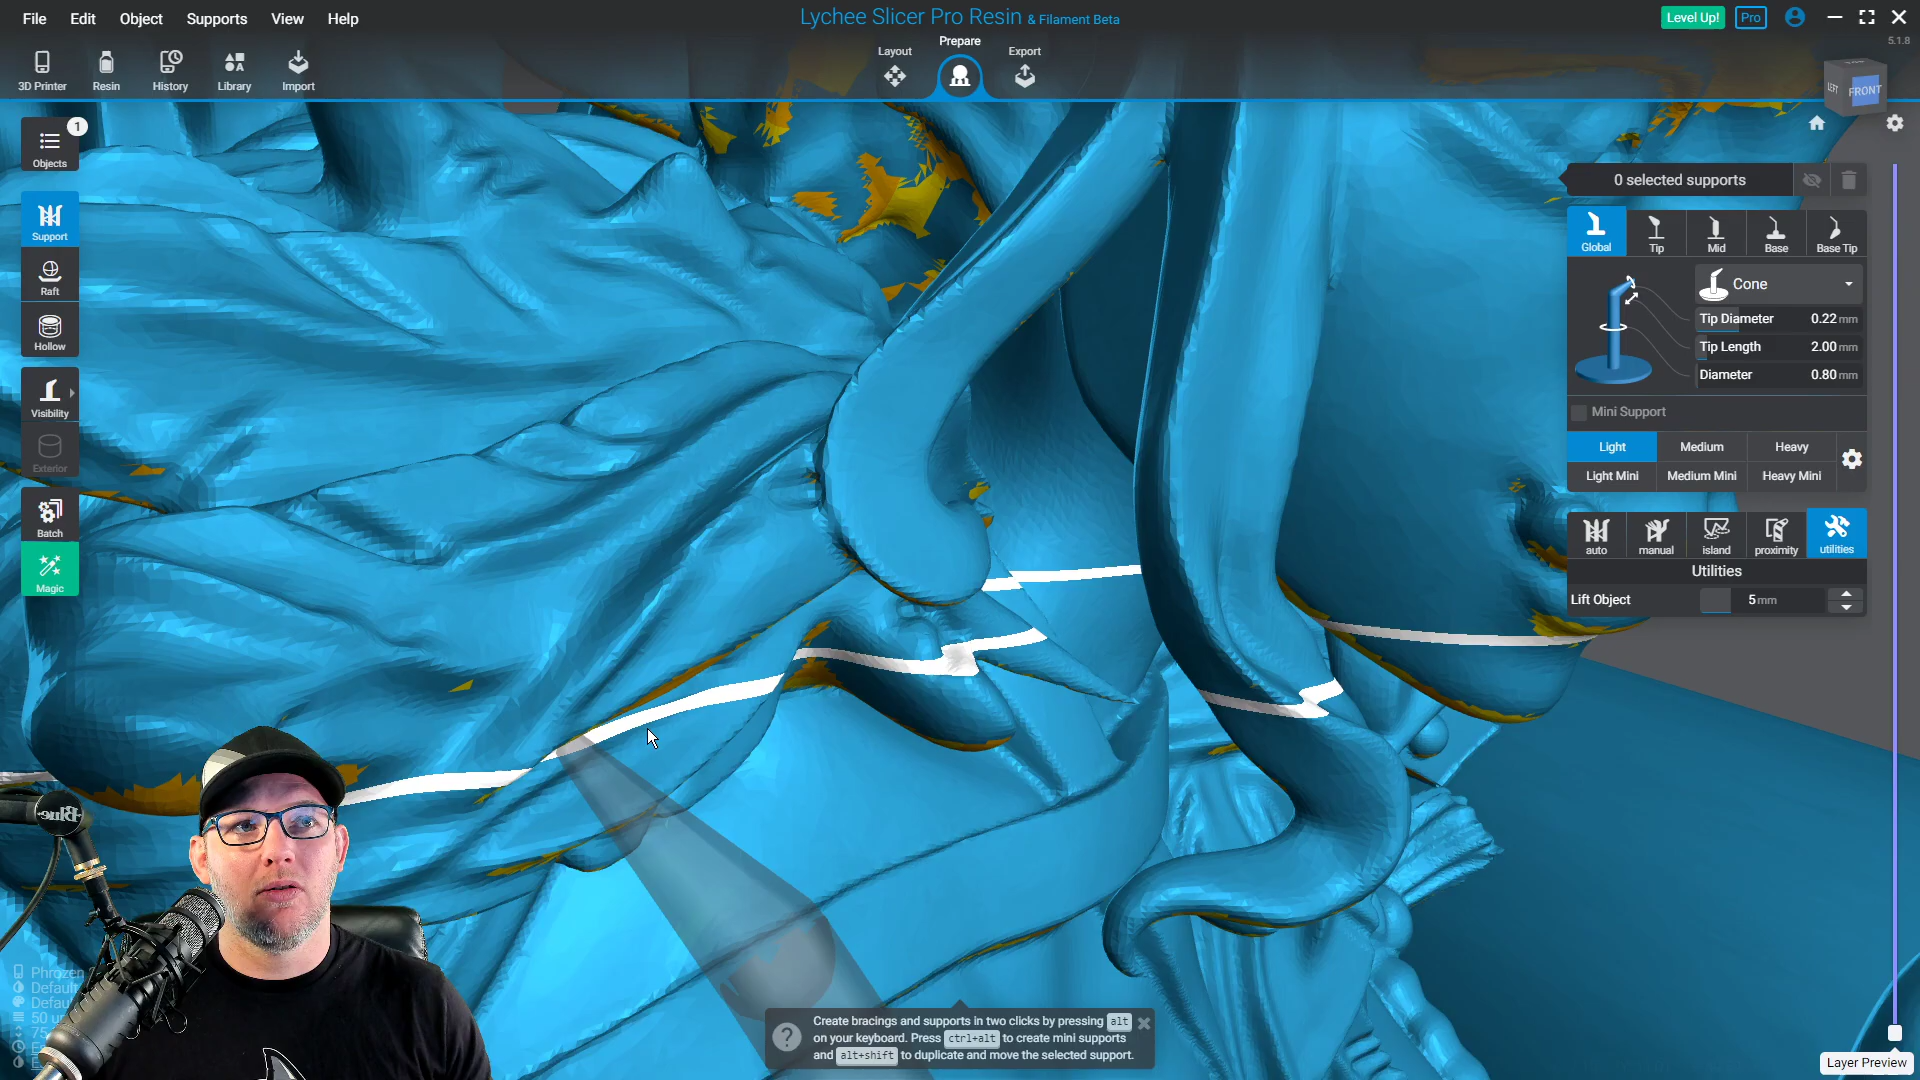 File Edit Object Supports View Help
Lychee Slicer Pro Resin & Filament Beta
Level Up! Pro
5.1.8
3D Printer Resin History Library Import
Layout Prepare Export
LEFT FRONT
1
Objects
Support
Raft
Hollow
Visibility
Exterior
Batch
Magic
0 selected supports
Global Tip Mid Base Base Tip
Cone
Tip Diameter 0.22 mm
Tip Length 2.00 mm
Diameter 0.80 mm
Mini Support
Light Medium Heavy
Light Mini Medium Mini Heavy Mini
auto manual island proximity utilities
Utilities
Lift Object 5 mm
Blue
Phrozen
Default
50
75
Create bracings and supports in two clicks by pressing alt
on your keyboard. Press ctrl+alt to create mini supports
and alt+shift to duplicate and move the selected support.
Layer Preview